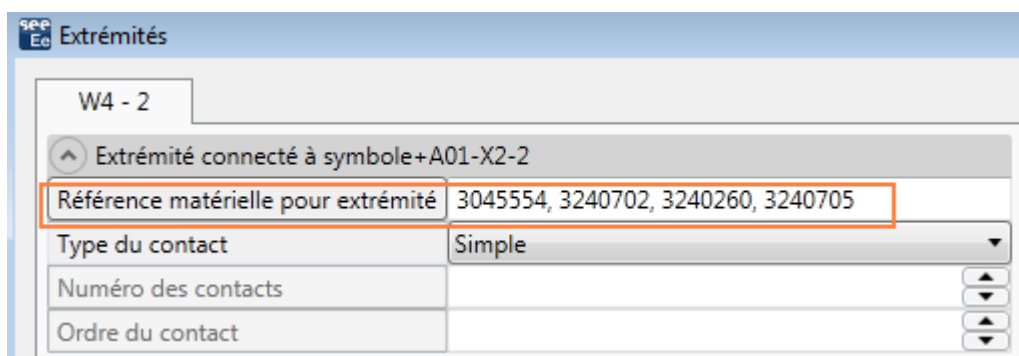 see Ee Extrémités
W4 - 2
Extrémité connecté à symbole+A01-X2-2
Référence matérielle pour extrémité 3045554, 3240702, 3240260, 3240705
Type du contact Simple
Numéro des contacts
Ordre du contact